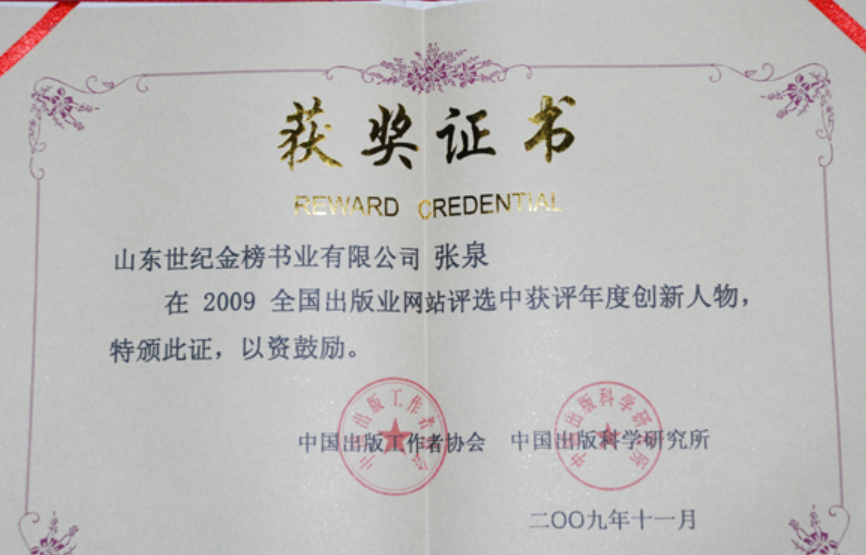 获奖证书
REWARD CREDENTIAL
山东世纪金榜书业有限公司 张泉
在 2009 全国出版业网站评选中获评年度创新人物，
特颁此证，以资鼓励。
中国出版工作者协会 中国出版科学研究所
二〇〇九年十一月